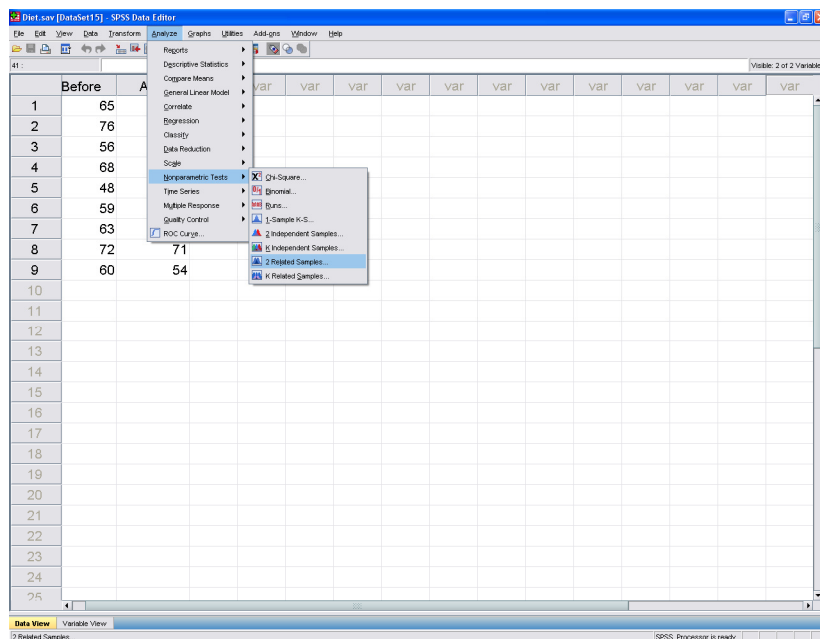 Diet.sav [DataSet15] - SPSS Data Editor
File Edit View Data Transform Analyze Graphs Utilities Add-ons Window Help
41 :
Visible: 2 of 2 Variable
Before A var var var var var var var var var var var
1 65
2 76
3 56
4 68
5 48
6 59
7 63
8 72 71
9 60 54
10
11
12
13
14
15
16
17
18
19
20
21
22
23
24
25
Reports
Descriptive Statistics
Compare Means
General Linear Model
Correlate
Regression
Classify
Data Reduction
Scale
Nonparametric Tests
Time Series
Multiple Response
Quality Control
ROC Curve...
Chi-Square...
Binomial...
Runs...
1-Sample K-S...
2 Independent Samples...
K Independent Samples...
2 Related Samples...
K Related Samples...
Data View Variable View
2 Related Samples
SPSS Processor is ready